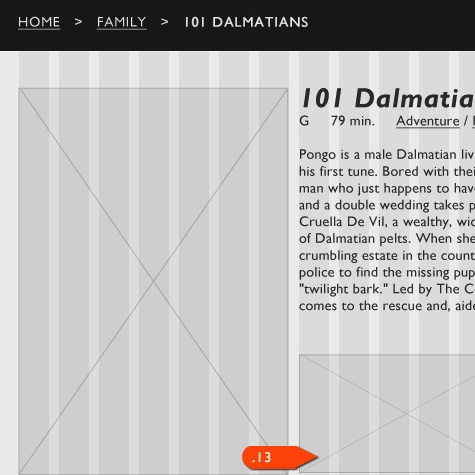 HOME > FAMILY > 101 DALMATIANS
101 Dalmatia
G 79 min. Adventure /
Pongo is a male Dalmatian liv
his first tune. Bored with thei
man who just happens to hav
and a double wedding takes p
Cruella De Vil, a wealthy, wic
of Dalmatian pelts. When she
crumbling estate in the count
police to find the missing pup
"twilight bark." Led by The C
comes to the rescue and, aide
.13